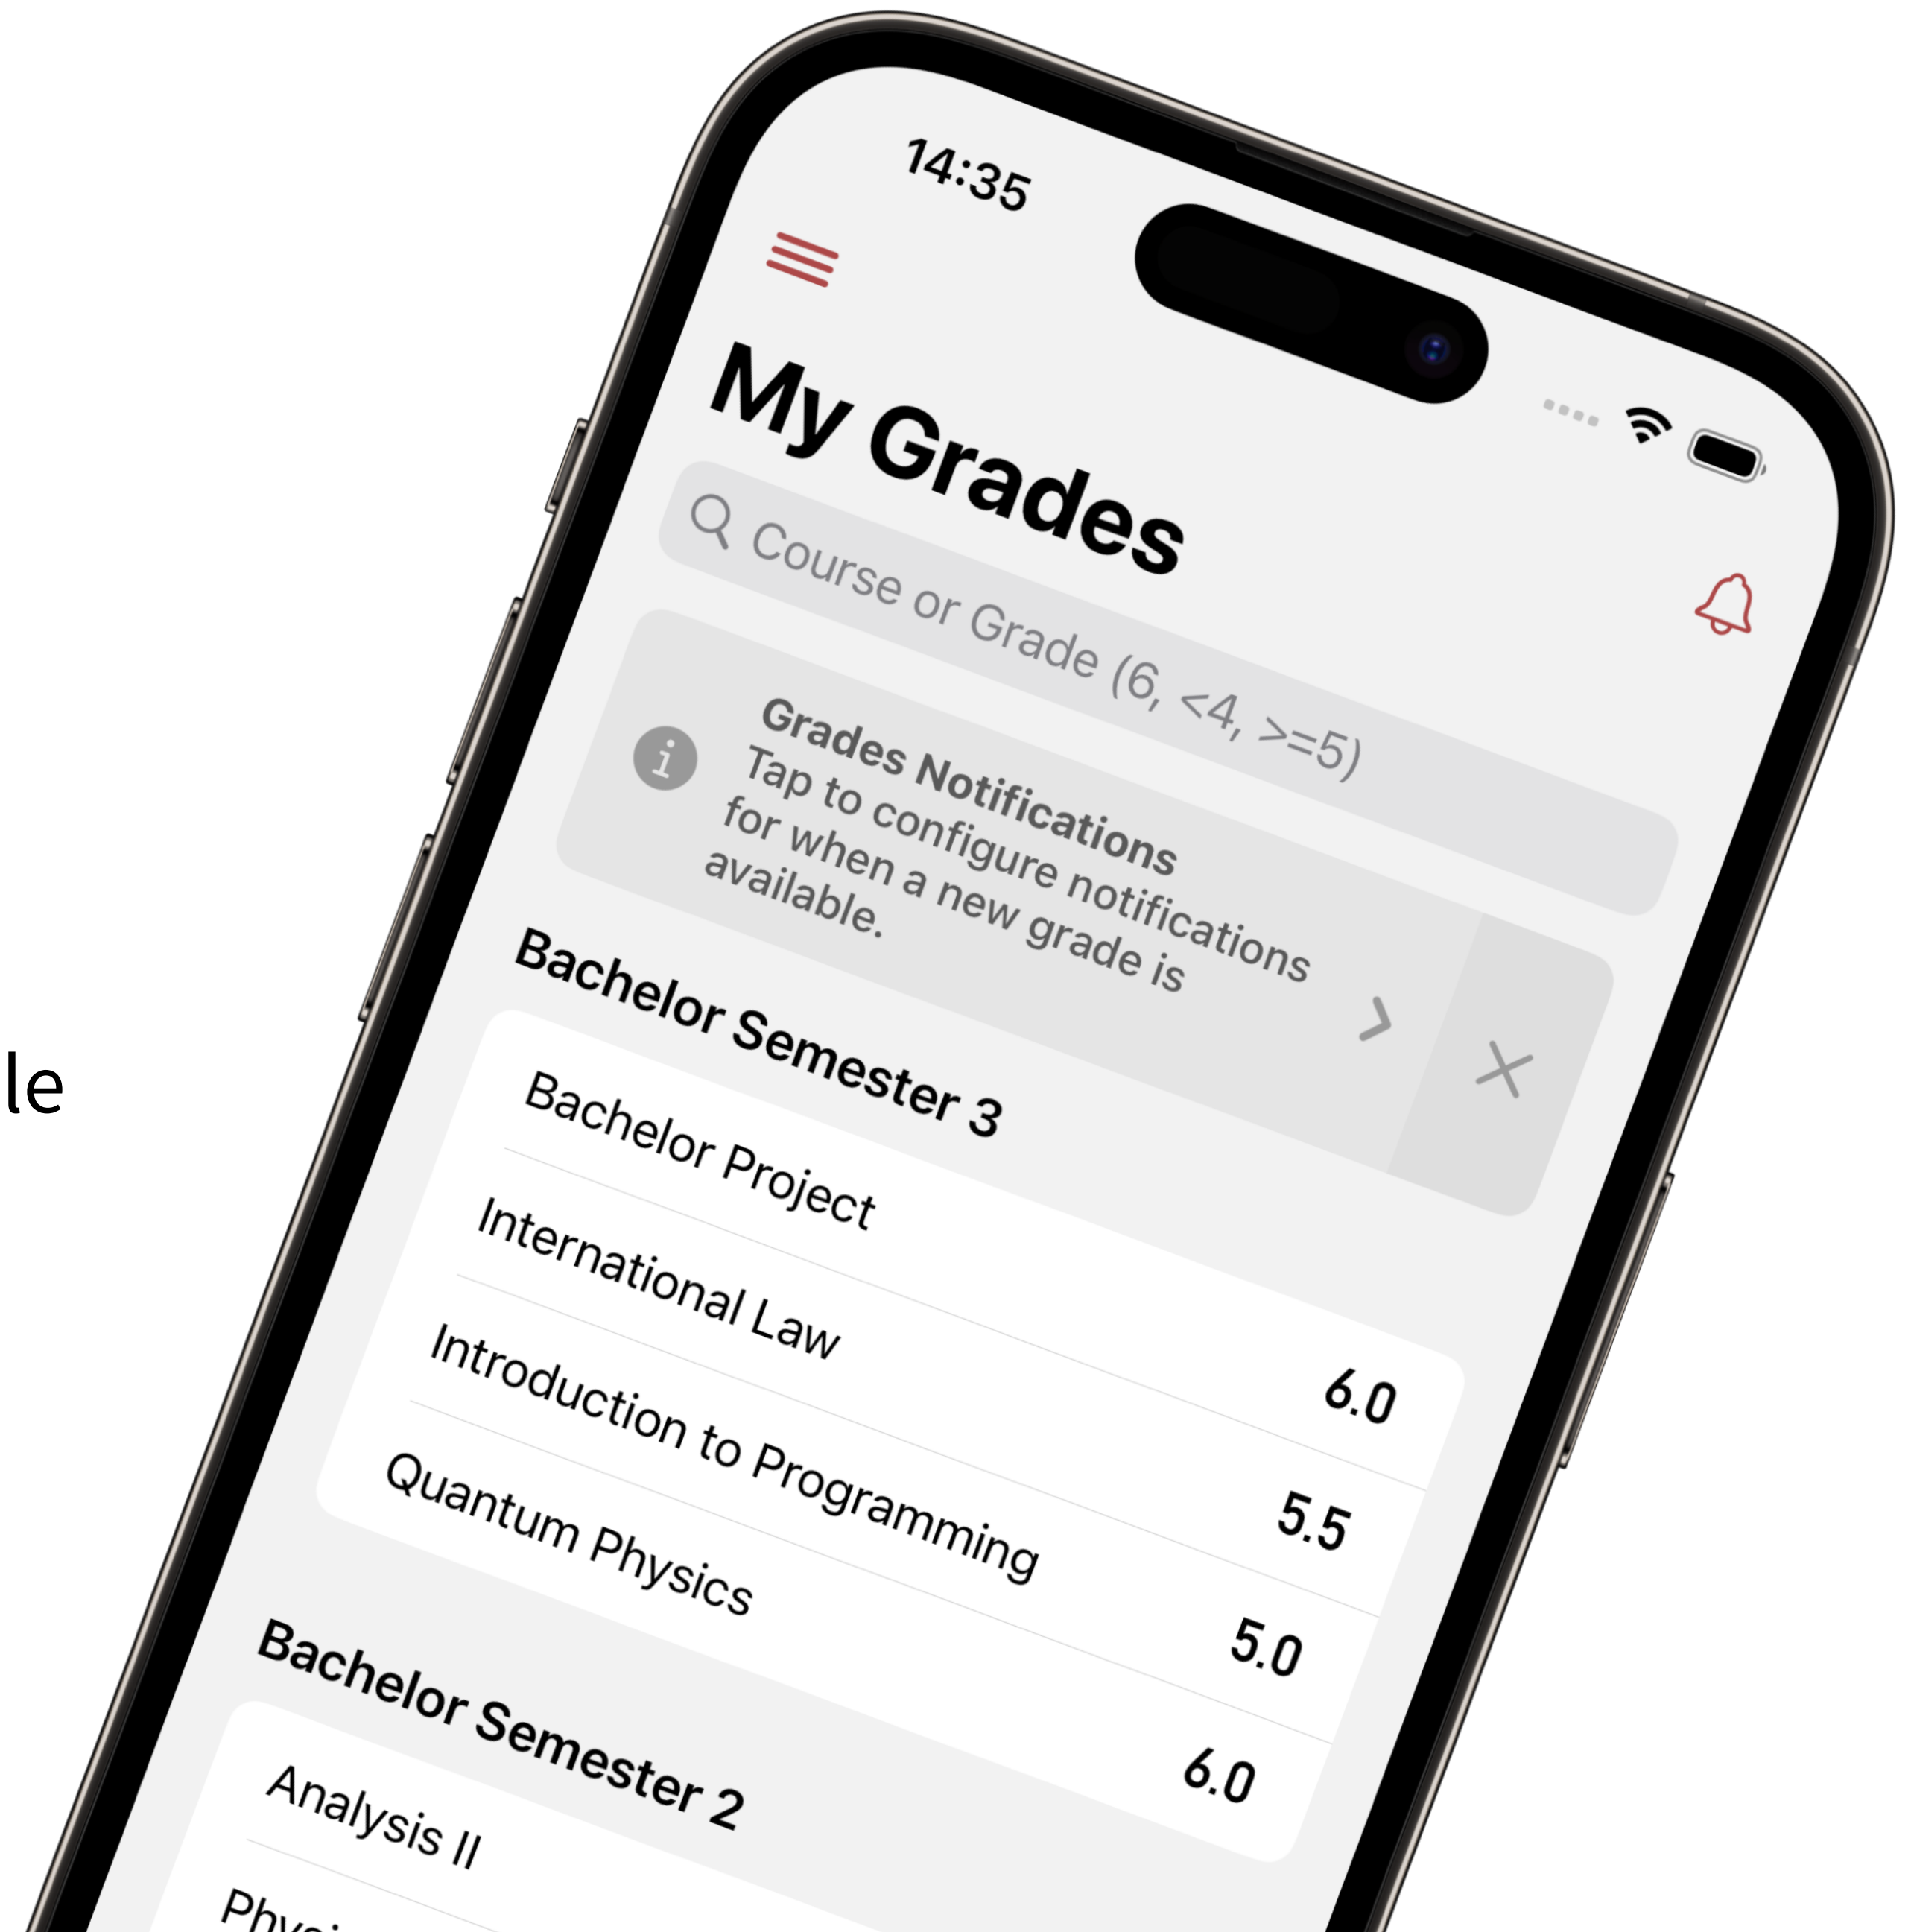 14:35
My Grades
Course or Grade (6, <4, >=5)
Grades Notifications
Tap to configure notifications
for when a new grade is
available.
Bachelor Semester 3
Bachelor Project 6.0
International Law 5.5
Introduction to Programming 5.0
Quantum Physics 6.0
Bachelor Semester 2
Analysis II
le